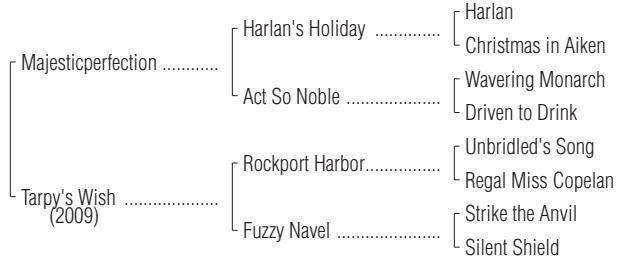 Harlan
Harlan's Holiday ..............
Christmas in Aiken
Majesticperfection ............
Wavering Monarch
Act So Noble .....................
Driven to Drink
Unbridled's Song
Rockport Harbor.................
Regal Miss Copelan
Tarpy's Wish .....................
(2009)
Strike the Anvil
Fuzzy Navel .......................
Silent Shield